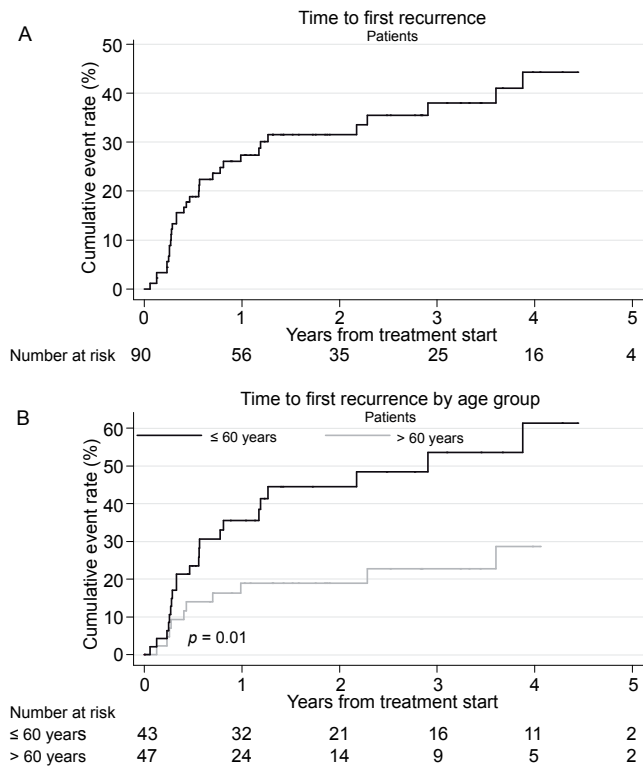 A
Time to first recurrence
Patients
Cumulative event rate (%)
50
40
30
20
10
0
0 1 2 3 4 5
Years from treatment start
Number at risk 90 56 35 25 16 4
B
Time to first recurrence by age group
Patients
≤ 60 years > 60 years
Cumulative event rate (%)
60
50
40
30
20
10
0
p = 0.01
0 1 2 3 4 5
Years from treatment start
Number at risk
≤ 60 years 43 32 21 16 11 2
> 60 years 47 24 14 9 5 2